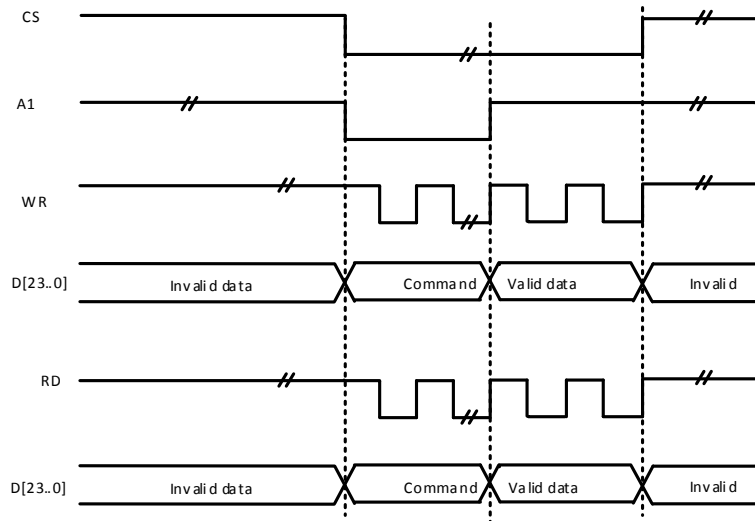 CS
A1
WR
D[23..0] Invalid data Command Valid data Invalid
RD
D[23..0] Invalid data Command Valid data Invalid